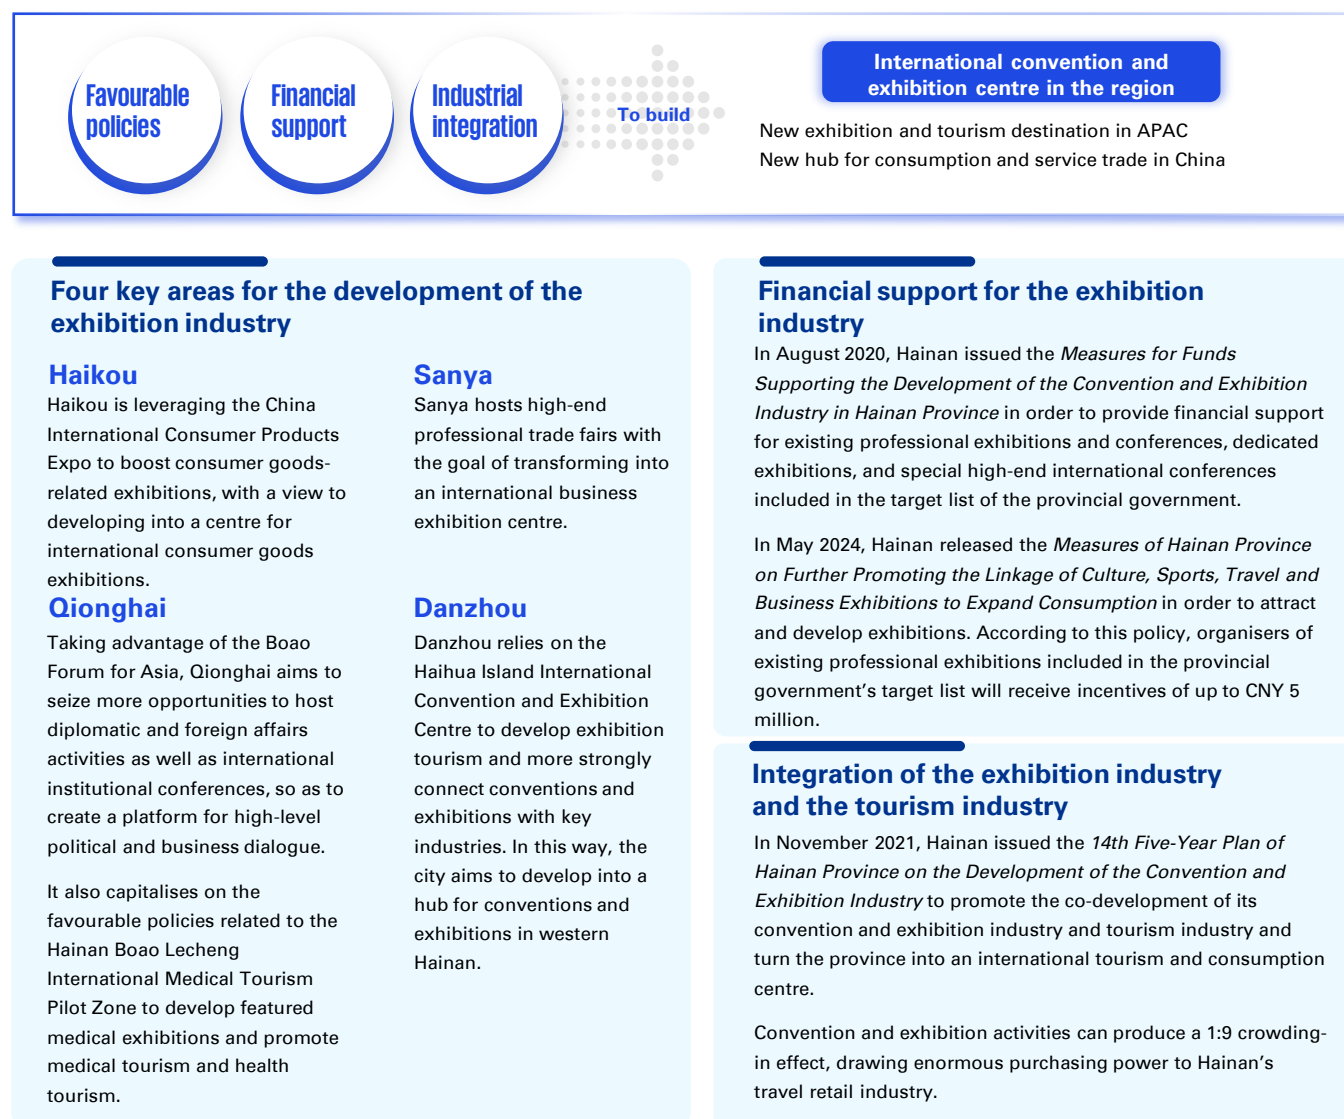 Favourable
policies
Financial
support
Industrial
integration
To build
International convention and
exhibition centre in the region
New exhibition and tourism destination in APAC
New hub for consumption and service trade in China
Four key areas for the development of the
exhibition industry
Haikou
Haikou is leveraging the China
International Consumer Products
Expo to boost consumer goods-
related exhibitions, with a view to
developing into a centre for
international consumer goods
exhibitions.
Sanya
Sanya hosts high-end
professional trade fairs with
the goal of transforming into
an international business
exhibition centre.
Qionghai
Taking advantage of the Boao
Forum for Asia, Qionghai aims to
seize more opportunities to host
diplomatic and foreign affairs
activities as well as international
institutional conferences, so as to
create a platform for high-level
political and business dialogue.
It also capitalises on the
favourable policies related to the
Hainan Boao Lecheng
International Medical Tourism
Pilot Zone to develop featured
medical exhibitions and promote
medical tourism and health
tourism.
Danzhou
Danzhou relies on the
Haihua Island International
Convention and Exhibition
Centre to develop exhibition
tourism and more strongly
connect conventions and
exhibitions with key
industries. In this way, the
city aims to develop into a
hub for conventions and
exhibitions in western
Hainan.
Financial support for the exhibition
industry
In August 2020, Hainan issued the Measures for Funds
Supporting the Development of the Convention and Exhibition
Industry in Hainan Province in order to provide financial support
for existing professional exhibitions and conferences, dedicated
exhibitions, and special high-end international conferences
included in the target list of the provincial government.
In May 2024, Hainan released the Measures of Hainan Province
on Further Promoting the Linkage of Culture, Sports, Travel and
Business Exhibitions to Expand Consumption in order to attract
and develop exhibitions. According to this policy, organisers of
existing professional exhibitions included in the provincial
government's target list will receive incentives of up to CNY 5
million.
Integration of the exhibition industry
and the tourism industry
In November 2021, Hainan issued the 14th Five-Year Plan of
Hainan Province on the Development of the Convention and
Exhibition Industry to promote the co-development of its
convention and exhibition industry and tourism industry and
turn the province into an international tourism and consumption
centre.
Convention and exhibition activities can produce a 1:9 crowding-
in effect, drawing enormous purchasing power to Hainan's
travel retail industry.